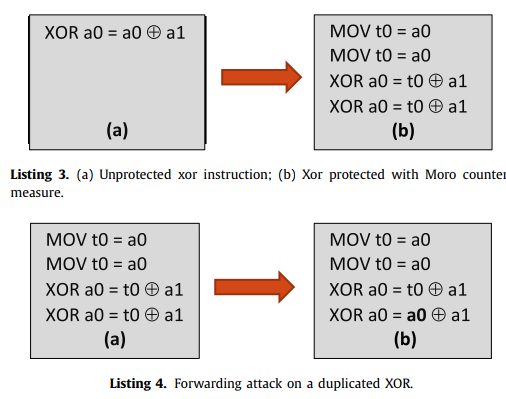 XOR a0 = a0 ⊕ a1
(a)
MOV t0 = a0
MOV t0 = a0
XOR a0 = t0 ⊕ a1
XOR a0 = t0 ⊕ a1
(b)
Listing 3. (a) Unprotected xor instruction; (b) Xor protected with Moro counter
measure.
MOV t0 = a0
MOV t0 = a0
XOR a0 = t0 ⊕ a1
XOR a0 = t0 ⊕ a1
(a)
MOV t0 = a0
MOV t0 = a0
XOR a0 = t0 ⊕ a1
XOR a0 = a0 ⊕ a1
(b)
Listing 4. Forwarding attack on a duplicated XOR.